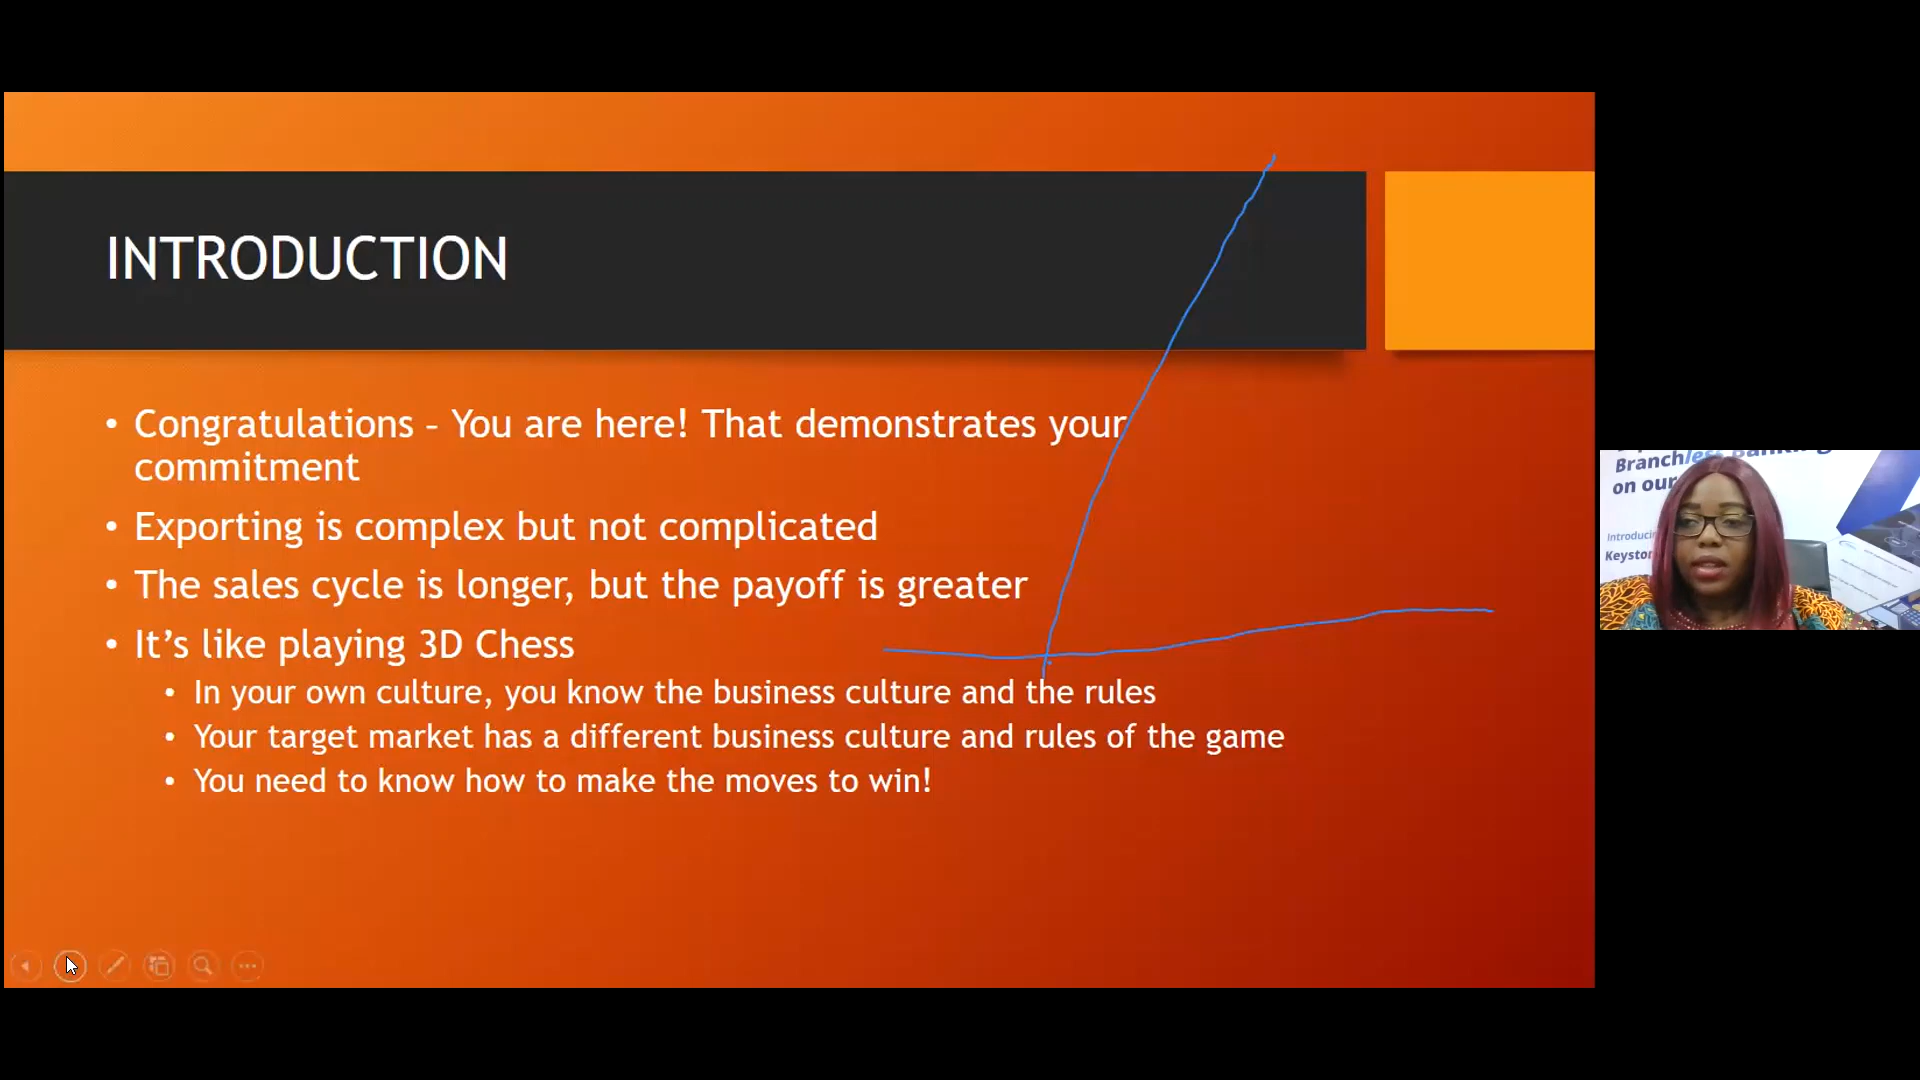 INTRODUCTION
• Congratulations – You are here! That demonstrates your
commitment
• Exporting is complex but not complicated
• The sales cycle is longer, but the payoff is greater
• It’s like playing 3D Chess
• In your own culture, you know the business culture and the rules
• Your target market has a different business culture and rules of the game
• You need to know how to make the moves to win!
Branchless Banking
on our